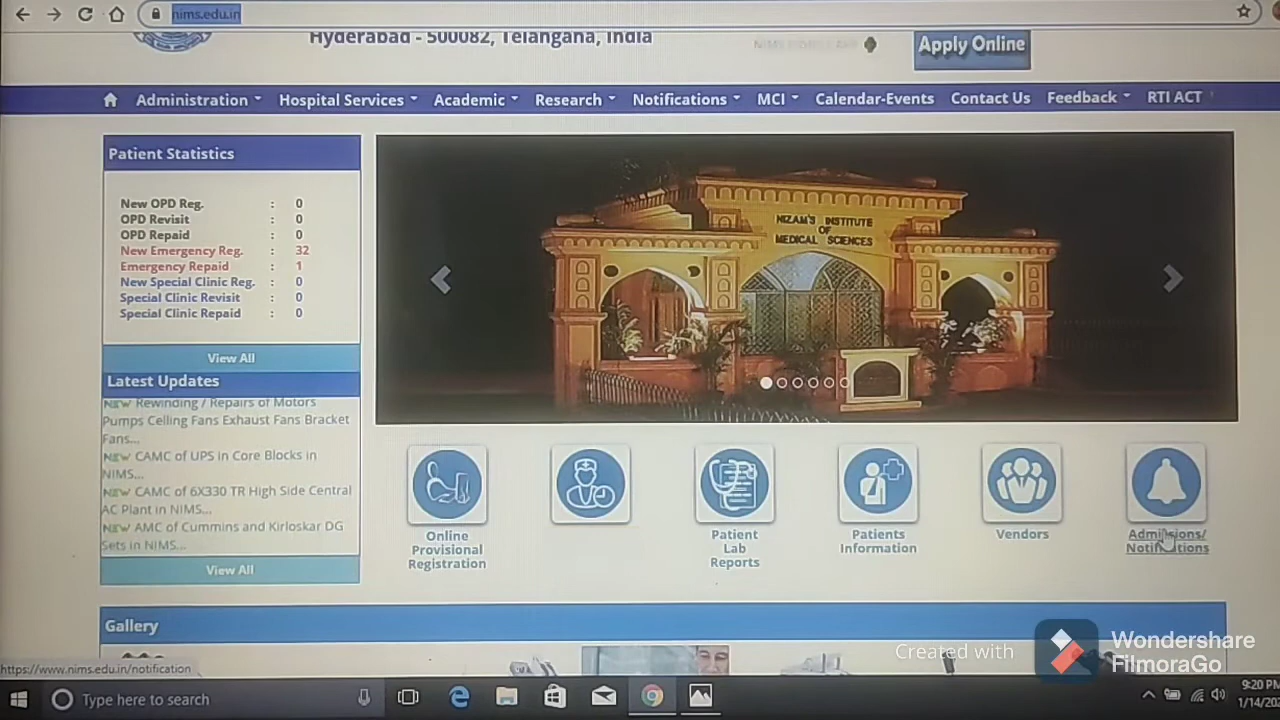 nims.edu.in
Hyderabad - 500082, Telangana, India
Apply Online
Administration
Hospital Services
Academic
Research
Notifications
MCI
Calendar-Events
Contact Us
Feedback
RTI ACT
Patient Statistics
New OPD Reg. : 0
OPD Revisit : 0
OPD Repaid : 0
New Emergency Reg. : 32
Emergency Repaid : 1
New Special Clinic Reg. : 0
Special Clinic Revisit : 0
Special Clinic Repaid : 0
View All
Latest Updates
NEW Rewinding / Repairs of Motors
Pumps Celling Fans Exhaust Fans Bracket
Fans...
NEW CAMC of UPS in Core Blocks in
NIMS...
NEW CAMC of 6X330 TR High Side Central
AC Plant in NIMS...
NEW AMC of Cummins and Kirloskar DG
Sets in NIMS...
View All
NIZAM'S INSTITUTE
OF
MEDICAL SCIENCES
Online
Provisional
Registration
Patient
Lab
Reports
Patients
Information
Vendors
Admissions/
Notifications
Gallery
Created with
Wondershare
FilmoraGo
https://www.nims.edu.in/notification
Type here to search
9:20 PM